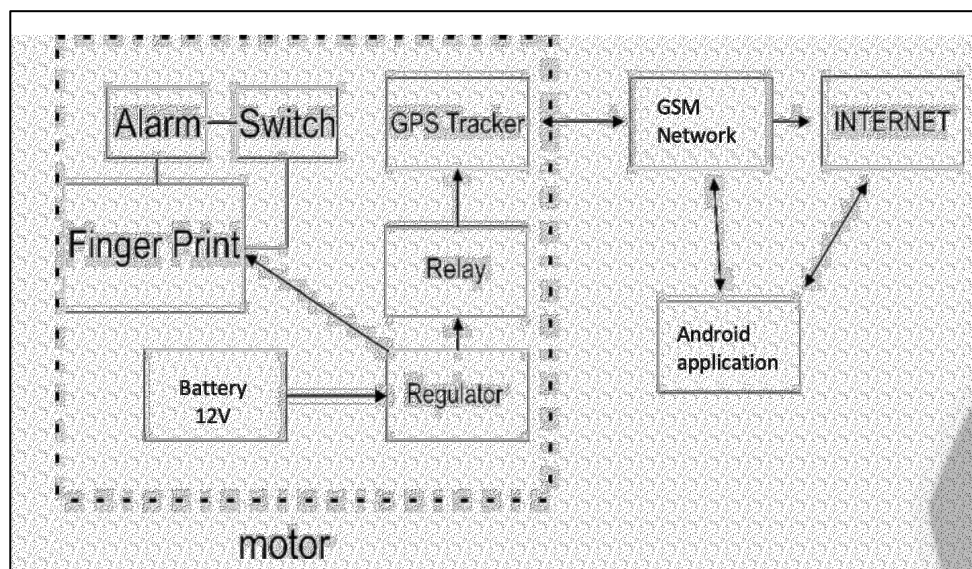 Alarm
Switch
GPS Tracker
GSM
Network
INTERNET
Finger Print
Relay
Android
application
Battery
12V
Regulator
motor